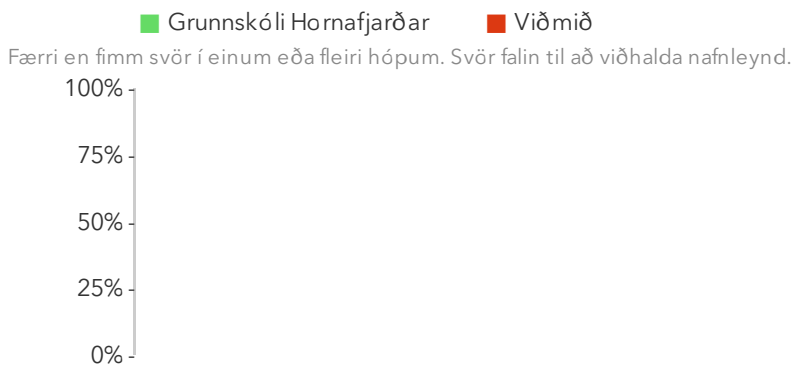 Grunnskóli Hornafjarðar Viðmið
Færri en fimm svör í einum eða fleiri hópum. Svör falin til að viðhalda nafnleynd.
100%
75%
50%
25%
0%